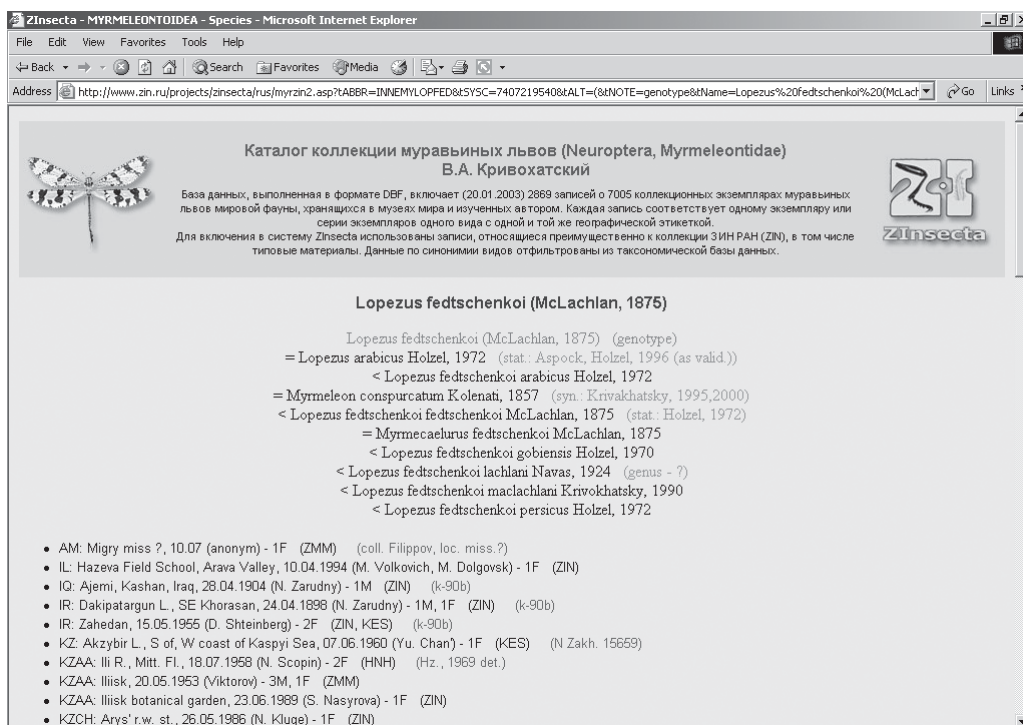 ZInsecta - MYRMELEONTOIDEA - Species - Microsoft Internet Explorer
File Edit View Favorites Tools Help
Back Search Favorites Media
Address http://www.zin.ru/projects/zinsecta/rus/myrzin2.asp?tABBR=INNEMYLOPFED&tSYSC=7407219540&tALT=(&tNOTE=genotype&tName=Lopezus%20fedtschenkoi%20(McLach Go Links
Каталог коллекции муравьиных львов (Neuroptera, Myrmeleontidae)
В.А. Кривохатский
База данных, выполненная в формате DBF, включает (20.01.2003) 2869 записей о 7005 коллекционных экземплярах муравьиных
львов мировой фауны, хранящихся в музеях мира и изученных автором. Каждая запись соответствует одному экземпляру или
серии экземпляров одного вида с одной и той же географической этикеткой.
Для включения в систему ZInsecta использованы записи, относящиеся преимущественно к коллекции ЗИН РАН (ZIN), в том числе
типовые материалы. Данные по синонимии видов отфильтрованы из таксономической базы данных.
ZInsecta
Lopezus fedtschenkoi (McLachlan, 1875)
Lopezus fedtschenkoi (McLachlan, 1875) (genotype)
= Lopezus arabicus Holzel, 1972 (stat.: Aspock, Holzel, 1996 (as valid.))
< Lopezus fedtschenkoi arabicus Holzel, 1972
= Myrmeleon conspurcatum Kolenati, 1857 (syn.: Krivakhatsky, 1995,2000)
< Lopezus fedtschenkoi fedtschenkoi McLachlan, 1875 (stat.: Holzel, 1972)
= Myrmecaelurus fedtschenkoi McLachlan, 1875
< Lopezus fedtschenkoi gobiensis Holzel, 1970
< Lopezus fedtschenkoi lachlani Navas, 1924 (genus - ?)
< Lopezus fedtschenkoi maclachlani Krivokhatsky, 1990
< Lopezus fedtschenkoi persicus Holzel, 1972
• AM: Migry miss ?, 10.07 (anonym) - 1F (ZMM) (coll. Filippov, loc. miss.?)
• IL: Hazeva Field School, Arava Valley, 10.04.1994 (M. Volkovich, M. Dolgovsk) - 1F (ZIN)
• IQ: Ajemi, Kashan, Iraq, 28.04.1904 (N. Zarudny) - 1M (ZIN) (k-90b)
• IR: Dakipatargun L., SE Khorasan, 24.04.1898 (N. Zarudny) - 1M, 1F (ZIN) (k-90b)
• IR: Zahedan, 15.05.1955 (D. Shteinberg) - 2F (ZIN, KES) (k-90b)
• KZ: Akzybir L., S of, W coast of Kaspyi Sea, 07.06.1960 (Yu. Chan') - 1F (KES) (N Zakh. 15659)
• KZAA: Ili R., Mitt. Fl., 18.07.1958 (N. Scopin) - 2F (HNH) (Hz., 1969 det.)
• KZAA: Iliisk, 20.05.1953 (Viktorov) - 3M, 1F (ZMM)
• KZAA: Iliisk botanical garden, 23.06.1989 (S. Nasyrova) - 1F (ZIN)
• KZCH: Arys' r.w. st., 26.05.1986 (N. Kluge) - 1F (ZIN)